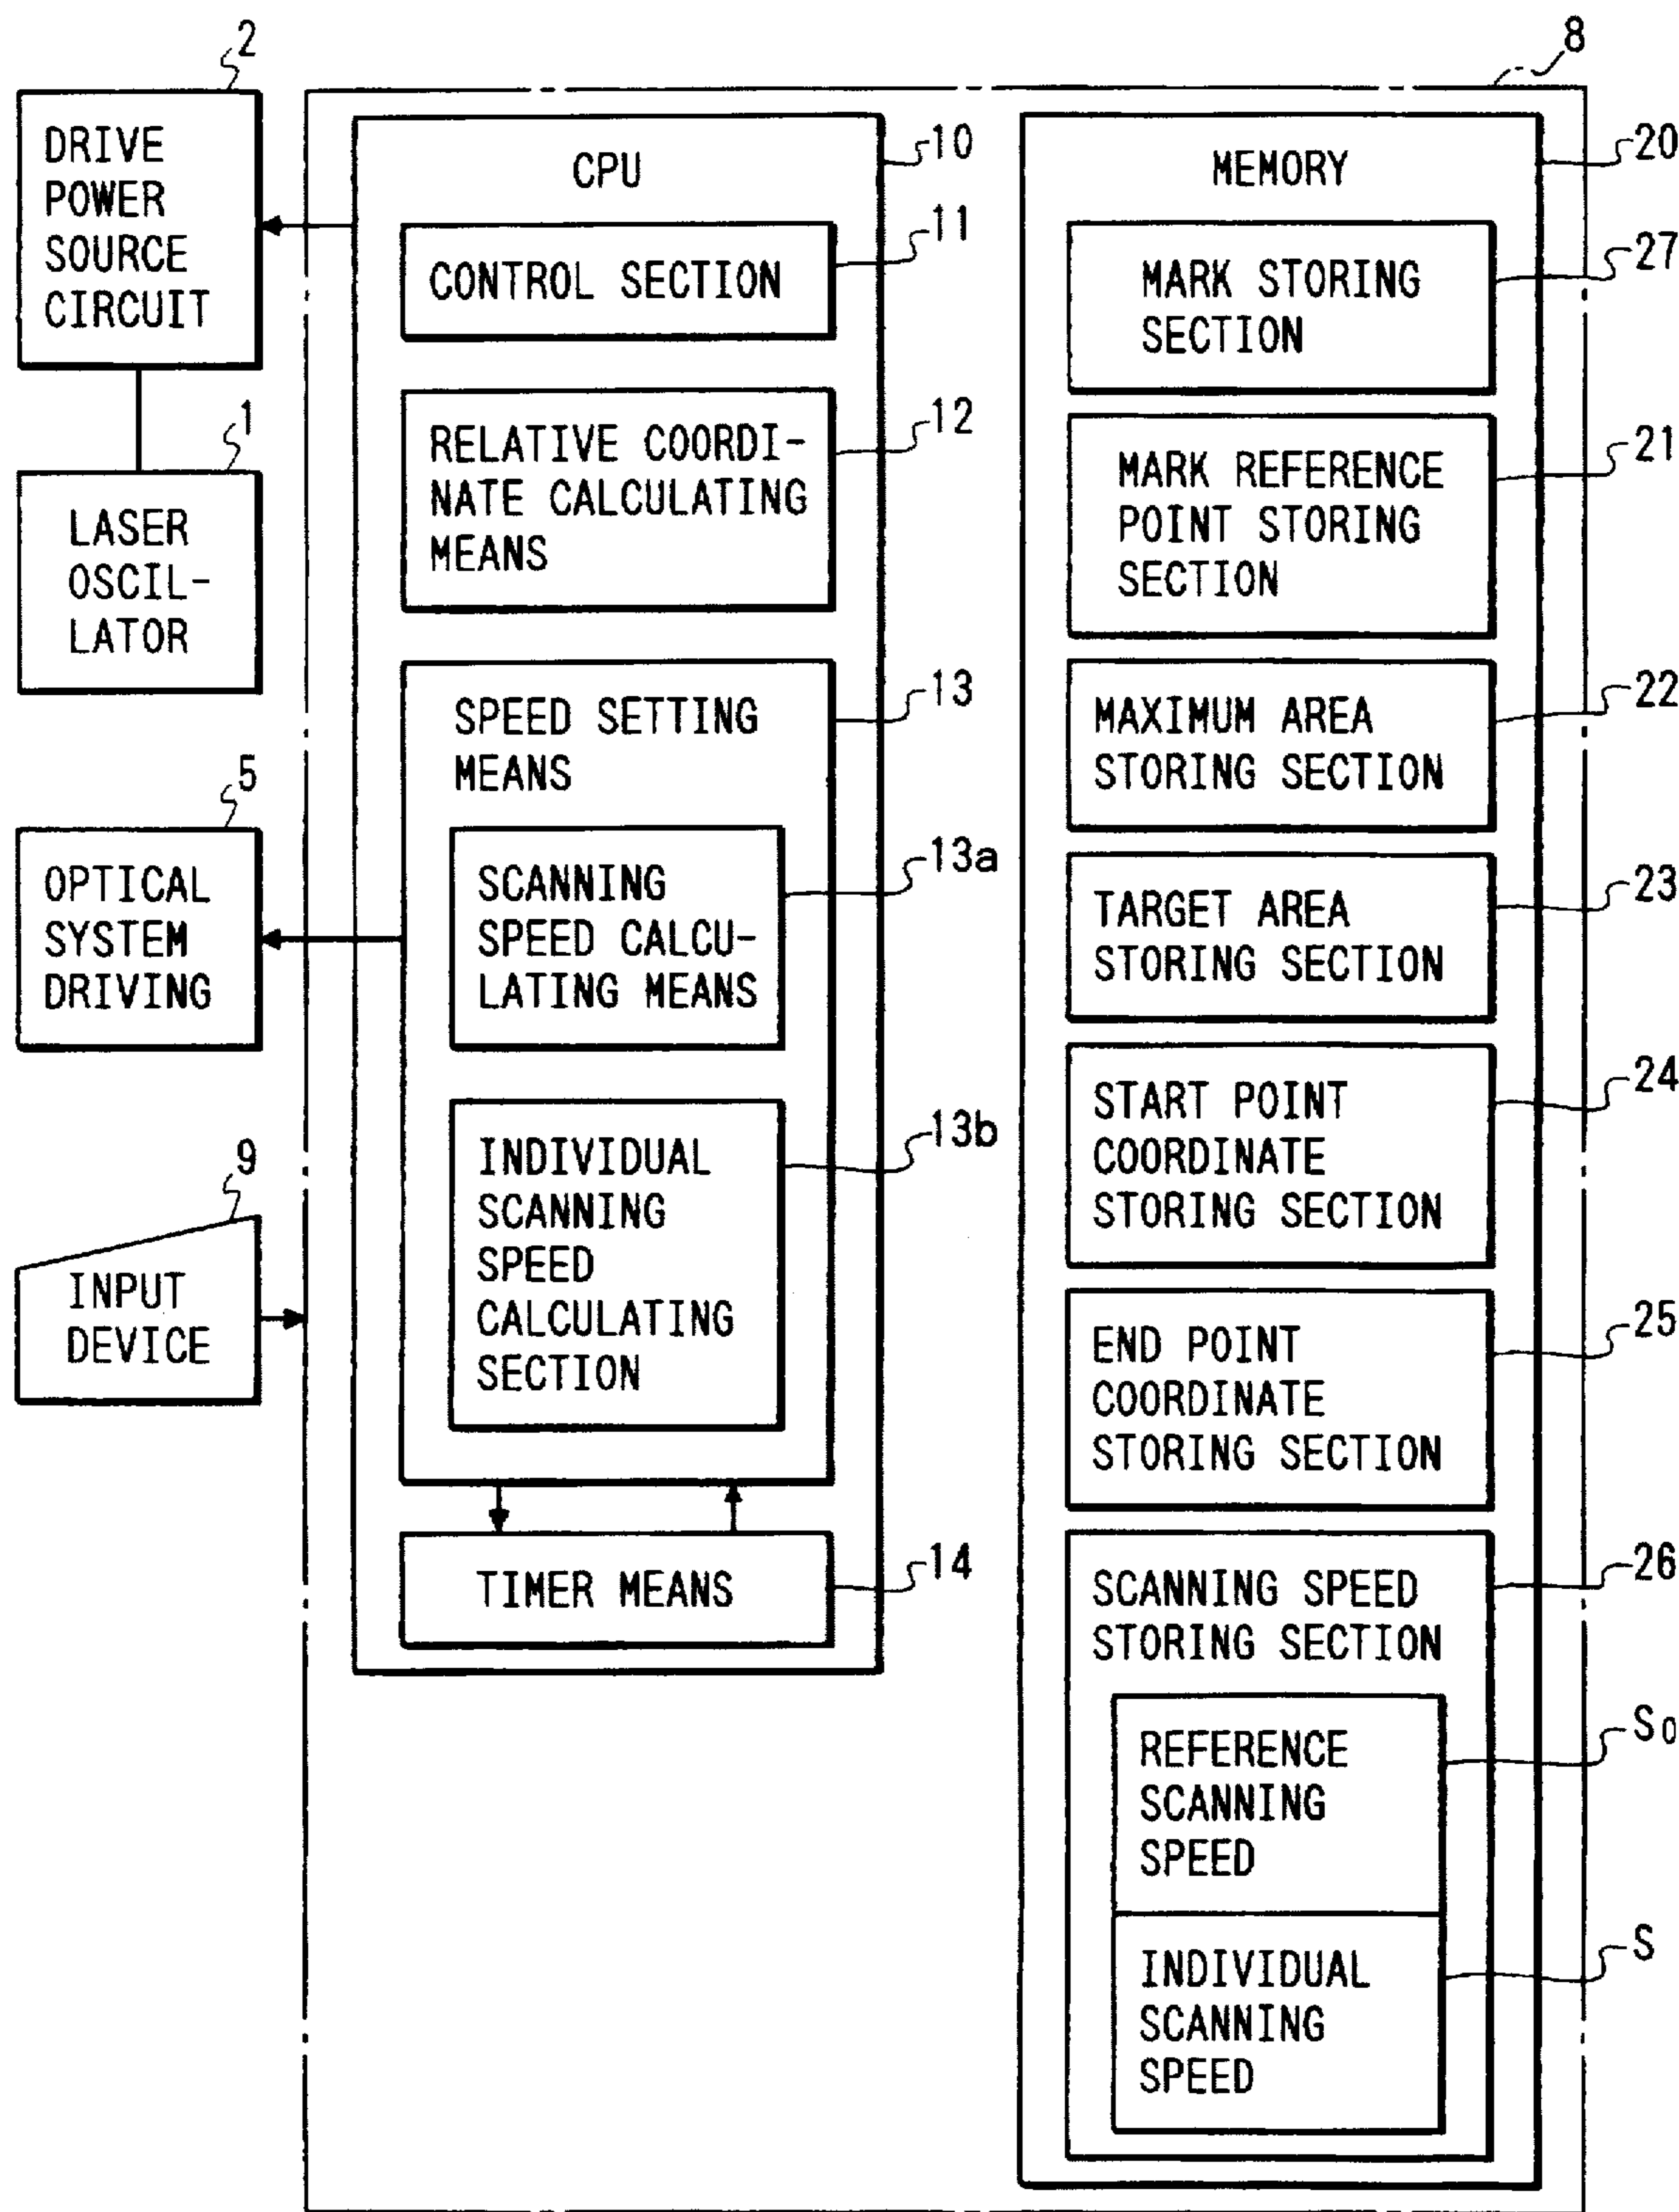 2
DRIVE
POWER
SOURCE
CIRCUIT
1
LASER
OSCIL-
LATOR
5
OPTICAL
SYSTEM
DRIVING
9
INPUT
DEVICE
8
10
CPU
11
CONTROL SECTION
12
RELATIVE COORDI-
NATE CALCULATING
MEANS
13
SPEED SETTING
MEANS
13a
SCANNING
SPEED CALCU-
LATING MEANS
13b
INDIVIDUAL
SCANNING
SPEED
CALCULATING
SECTION
14
TIMER MEANS
20
MEMORY
27
MARK STORING
SECTION
21
MARK REFERENCE
POINT STORING
SECTION
22
MAXIMUM AREA
STORING SECTION
23
TARGET AREA
STORING SECTION
24
START POINT
COORDINATE
STORING SECTION
25
END POINT
COORDINATE
STORING SECTION
26
SCANNING SPEED
STORING SECTION
S0
REFERENCE
SCANNING
SPEED
S
INDIVIDUAL
SCANNING
SPEED